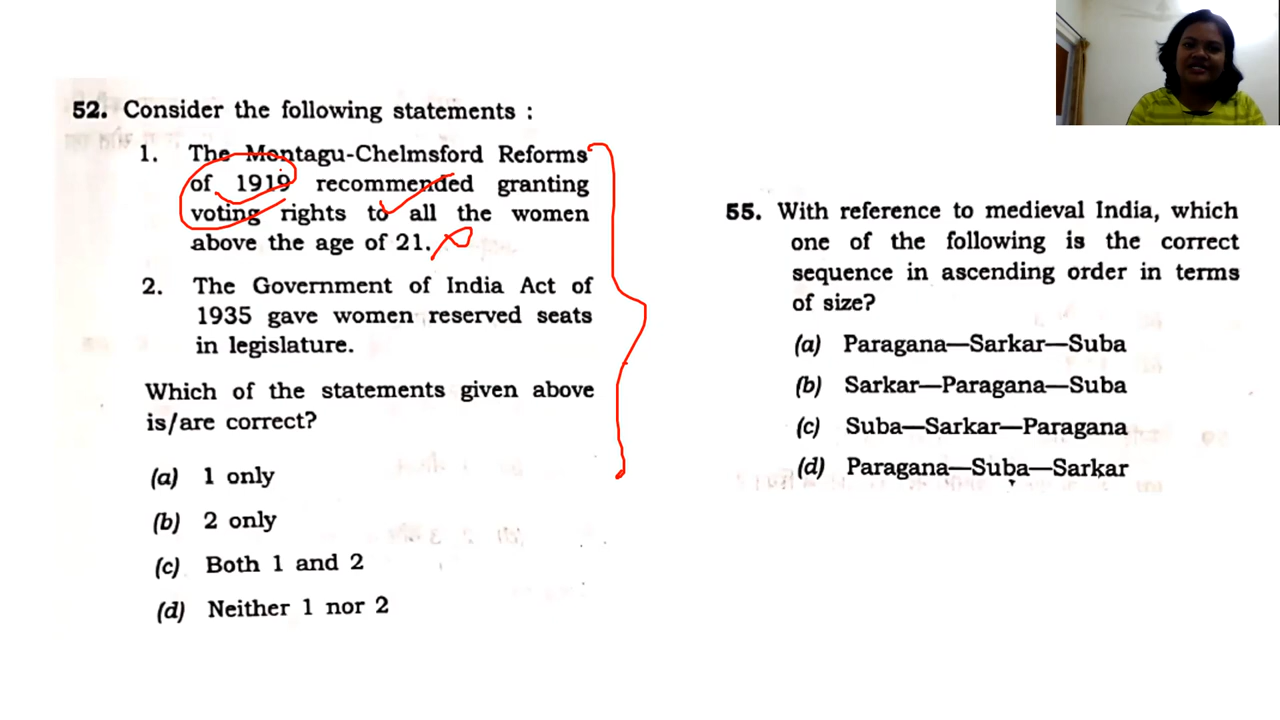 52. Consider the following statements :
1. The Montagu-Chelmsford Reforms
of 1919 recommended granting
voting rights to all the women
above the age of 21.
2. The Government of India Act of
1935 gave women reserved seats
in legislature.
Which of the statements given above
is/are correct?
(a) 1 only
(b) 2 only
(c) Both 1 and 2
(d) Neither 1 nor 2
55. With reference to medieval India, which
one of the following is the correct
sequence in ascending order in terms
of size?
(a) Paragana—Sarkar—Suba
(b) Sarkar—Paragana—Suba
(c) Suba—Sarkar—Paragana
(d) Paragana—Suba—Sarkar